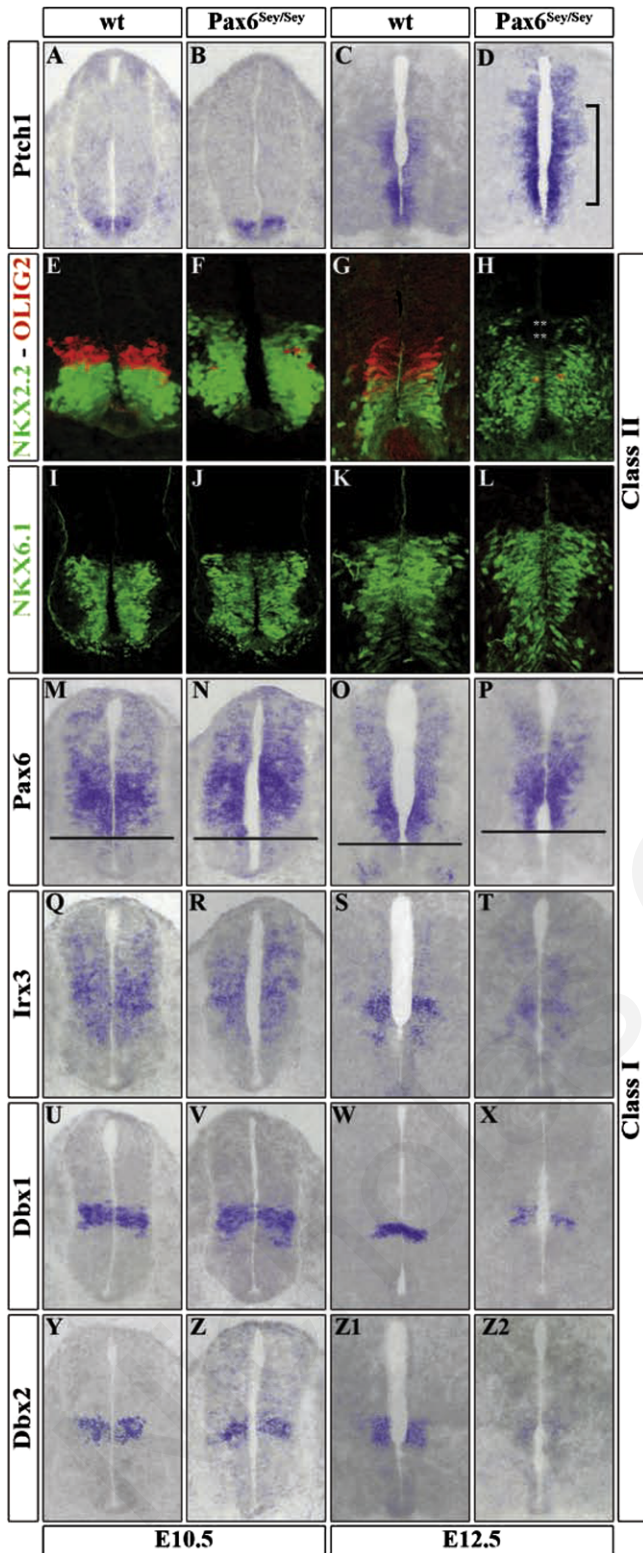 wt Pax6Sey/Sey wt Pax6Sey/Sey
A B C D
Ptch1
E F G H
** 
**
NKX2.2 - OLIG2
I J K L
NKX6.1
Class II
M N O P
Pax6
Q R S T
Irx3
U V W X
Dbx1
Y Z Z1 Z2
Dbx2
Class I
E10.5 E12.5